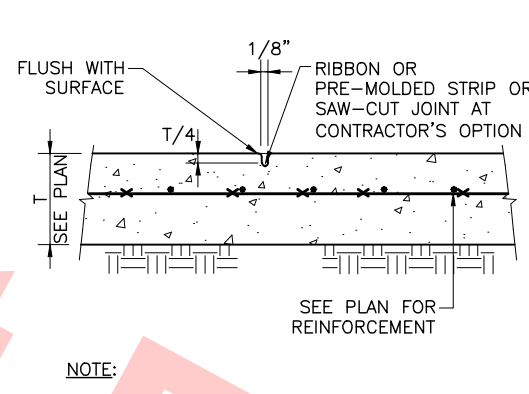 1/8"
FLUSH WITH
SURFACE
RIBBON OR
PRE-MOLDED STRIP OR
SAW-CUT JOINT AT
CONTRACTOR'S OPTION
T/4
T
SEE PLAN
SEE PLAN FOR
REINFORCEMENT
NOTE: